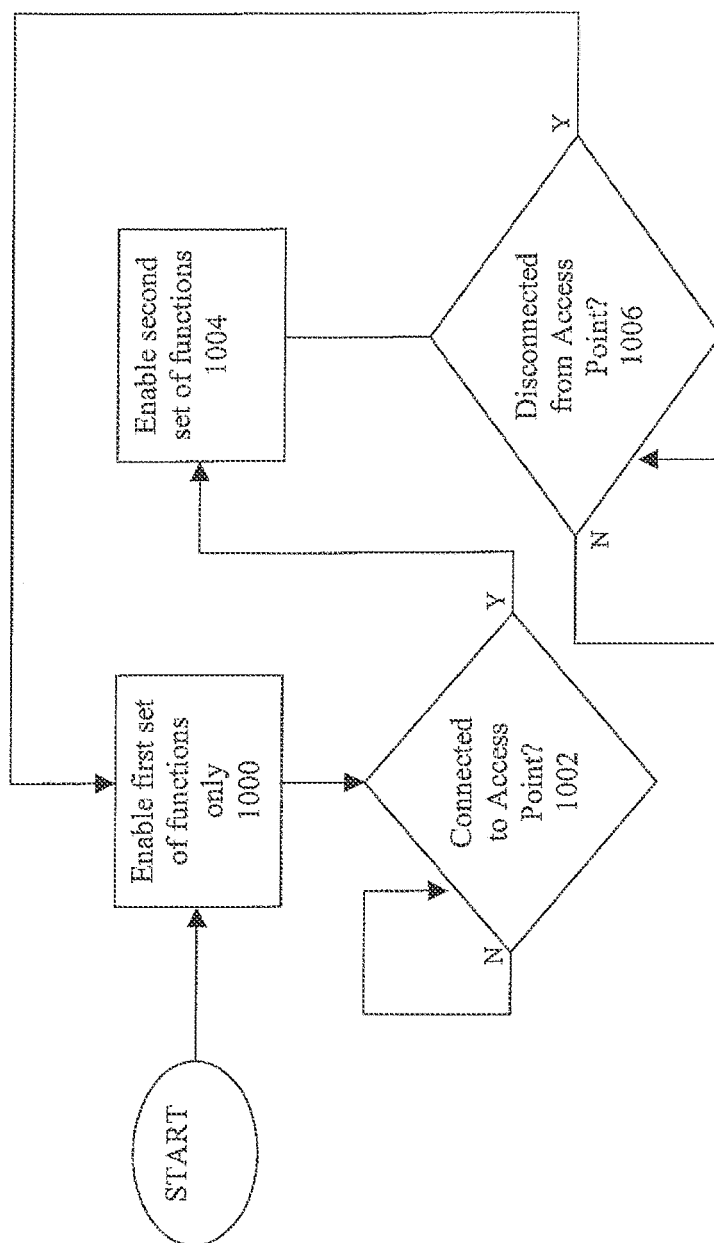 START
Enable first set
of functions
only
1000
Connected
to Access
Point?
1002
N
Y
Enable second
set of functions
1004
Disconnected
from Access
Point?
1006
N
Y